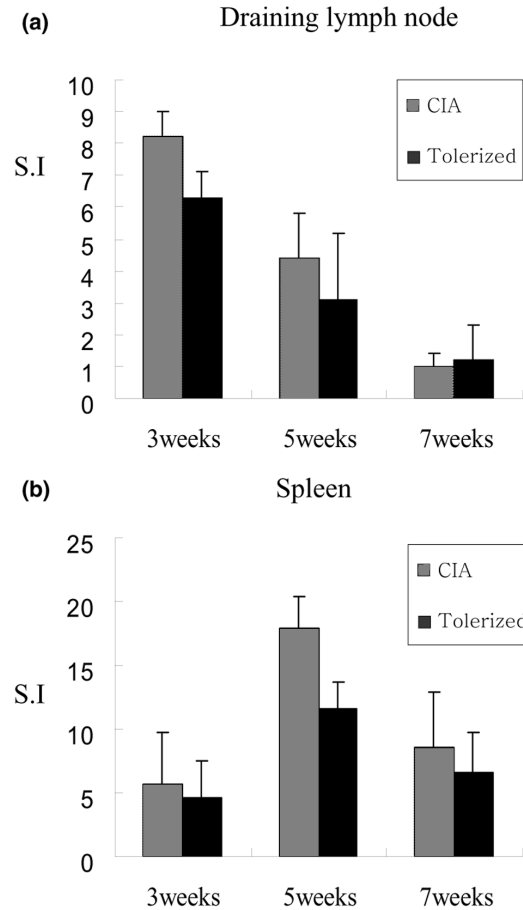 (a)
Draining lymph node
S.I
10
9
8
7
6
5
4
3
2
1
0
CIA
Tolerized
3weeks 5weeks 7weeks
(b)
Spleen
S.I
25
20
15
10
5
0
CIA
Tolerized
3weeks 5weeks 7weeks